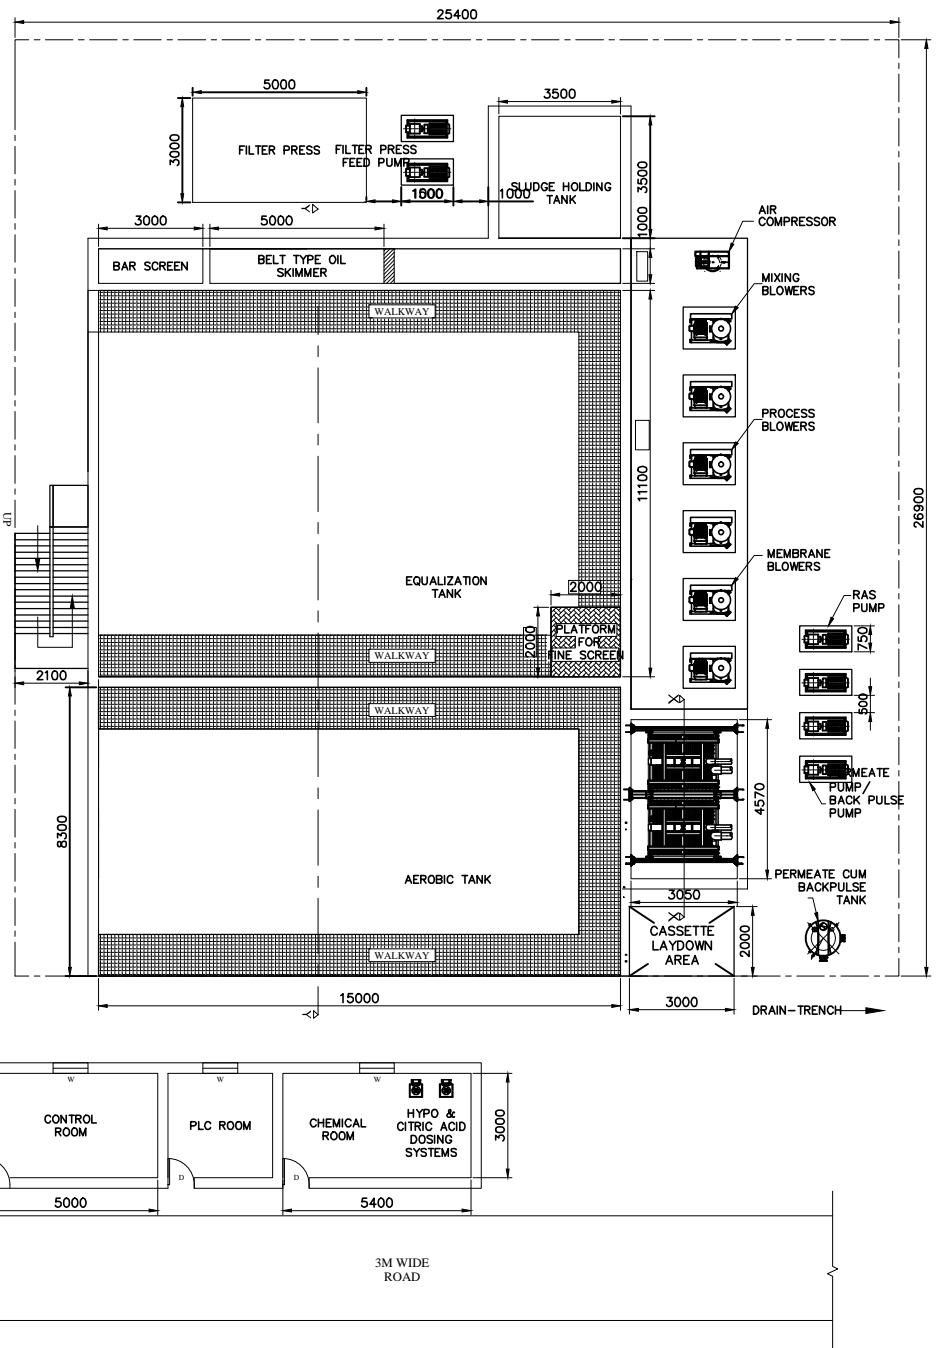 25400
5000
3500
3000
FILTER PRESS
FILTER PRESS
FEED PUMP
3500
SLUDGE HOLDING
TANK
1000
1000
AIR
COMPRESSOR
3000
5000
BAR SCREEN
BELT TYPE OIL
SKIMMER
MIXING
BLOWERS
WALKWAY
PROCESS
BLOWERS
11100
26900
UP
EQUALIZATION
TANK
2000
MEMBRANE
BLOWERS
RAS
PUMP
2000
PLATFORM
FOR
FINE SCREEN
750
WALKWAY
2100
WALKWAY
500
8300
4570
PERMEATE
PUMP/
BACK PULSE
PUMP
AEROBIC TANK
3050
PERMEATE CUM
BACKPULSE
TANK
CASSETTE
LAYDOWN
AREA
2000
WALKWAY
15000
3000
DRAIN-TRENCH
W
W
W
CONTROL
ROOM
PLC ROOM
CHEMICAL
ROOM
HYPO &
CITRIC ACID
DOSING
SYSTEMS
3000
D
D
5000
5400
3M WIDE
ROAD